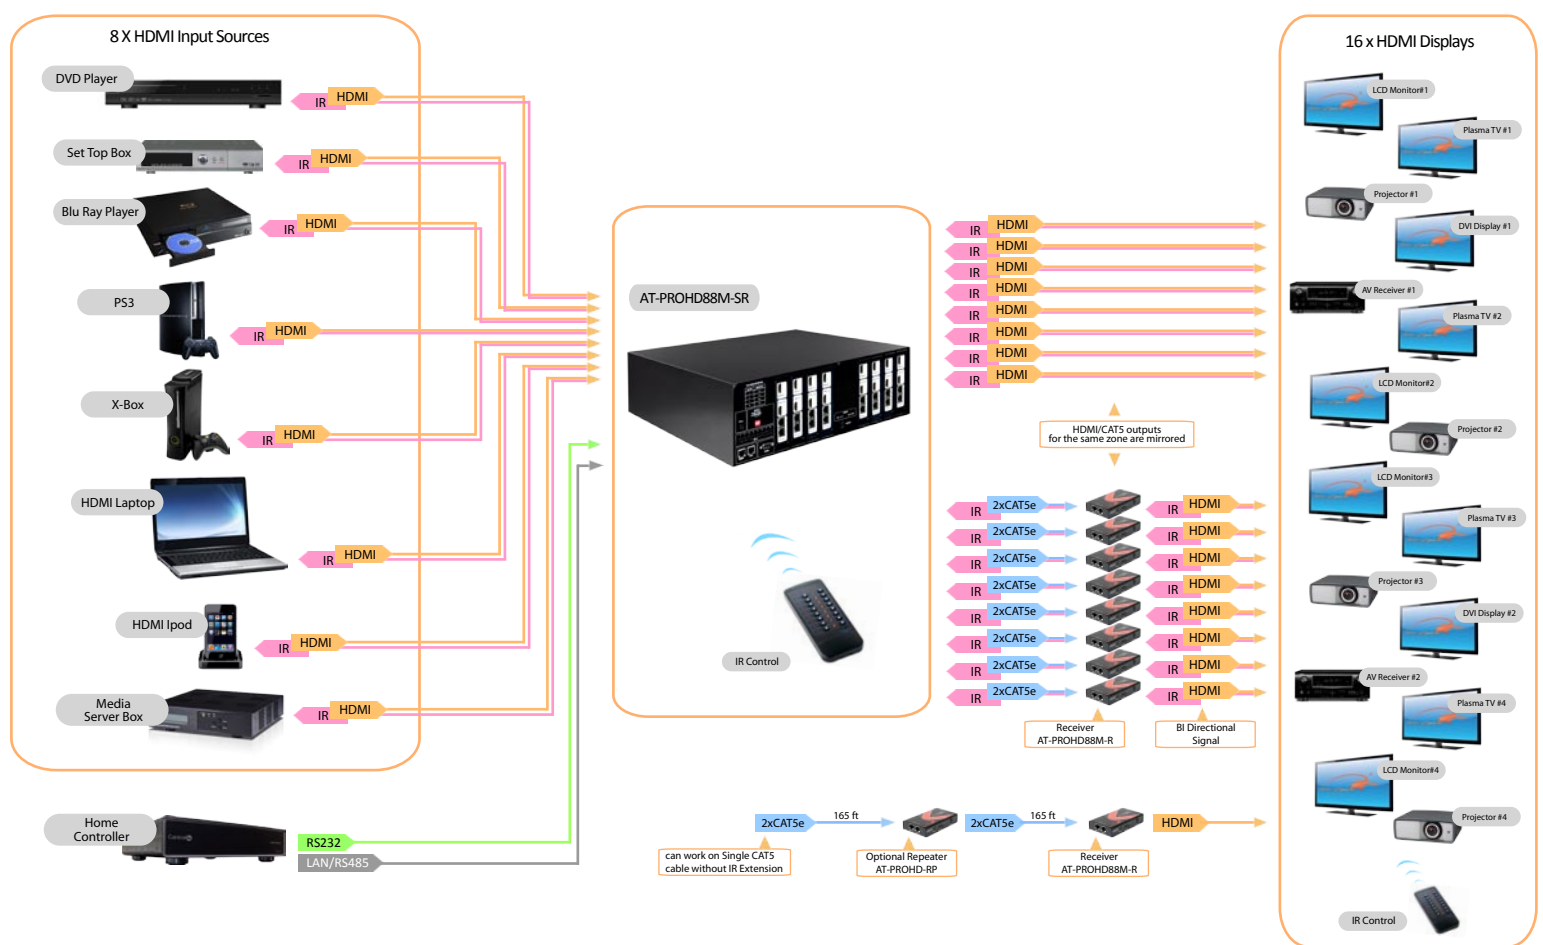 8 X HDMI Input Sources
DVD Player
IR HDMI
Set Top Box
IR HDMI
Blu Ray Player
IR HDMI
PS3
IR HDMI
X-Box
IR HDMI
HDMI Laptop
IR HDMI
HDMI Ipod
IR HDMI
Media
Server Box
IR HDMI
Home
Controller
RS232
LAN/RS485
AT-PROHD88M-SR
IR Control
IR HDMI
IR HDMI
IR HDMI
IR HDMI
IR HDMI
IR HDMI
IR HDMI
IR HDMI
HDMI/CAT5 outputs
for the same zone are mirrored
IR 2xCAT5e IR HDMI
IR 2xCAT5e IR HDMI
IR 2xCAT5e IR HDMI
IR 2xCAT5e IR HDMI
IR 2xCAT5e IR HDMI
IR 2xCAT5e IR HDMI
IR 2xCAT5e IR HDMI
IR 2xCAT5e IR HDMI
Receiver
AT-PROHD88M-R
BI Directional
Signal
2xCAT5e 165 ft 2xCAT5e 165 ft HDMI
can work on Single CAT5
cable without IR Extension
Optional Repeater
AT-PROHD-RP
Receiver
AT-PROHD88M-R
16 x HDMI Displays
LCD Monitor#1
Plasma TV #1
Projector #1
DVI Display #1
AV Receiver #1
Plasma TV #2
LCD Monitor#2
Projector #2
LCD Monitor#3
Plasma TV #3
Projector #3
DVI Display #2
AV Receiver #2
Plasma TV #4
LCD Monitor#4
Projector #4
IR Control